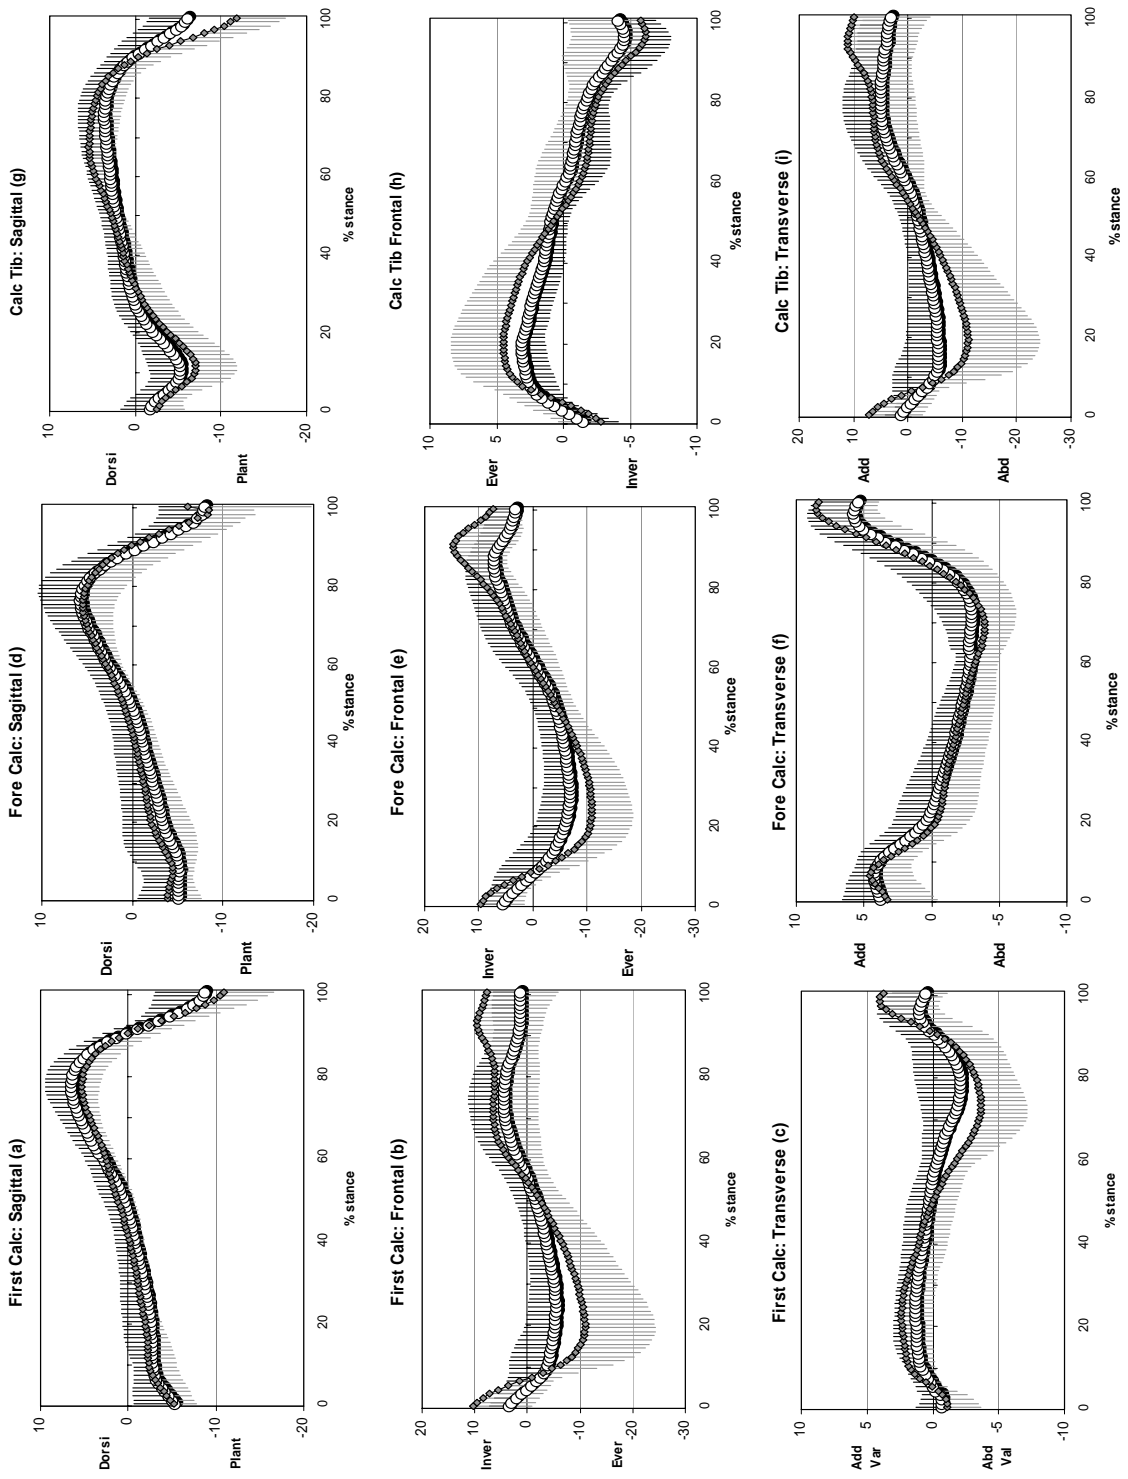 First Calc: Sagittal (a)
10
Dorsi
0
-10
Plant
-20
0 20 40 60 80 100
% stance
Fore Calc: Sagittal (d)
10
Dorsi
0
-10
Plant
-20
0 20 40 60 80 100
% stance
Calc Tib: Sagittal (g)
10
Dorsi
0
-10
Plant
-20
0 20 40 60 80 100
% stance
First Calc: Frontal (b)
20
Inver
10
0
-10
Ever
-20
-30
0 20 40 60 80 100
% stance
Fore Calc: Frontal (e)
20
Inver
10
0
-10
Ever
-20
-30
0 20 40 60 80 100
%stance
Calc Tib Frontal (h)
10
Ever
5
0
-5
Inver
-10
0 20 40 60 80 100
% stance
First Calc: Transverse (c)
10
Add
Var
5
0
-5
Abd
Val
-10
0 20 40 60 80 100
% stance
Fore Calc: Transverse (f)
10
Add
5
0
-5
Abd
-10
0 20 40 60 80 100
% stance
Calc Tib: Transverse (i)
20
Add
10
0
-10
Abd
-20
-30
0 20 40 60 80 100
% stance